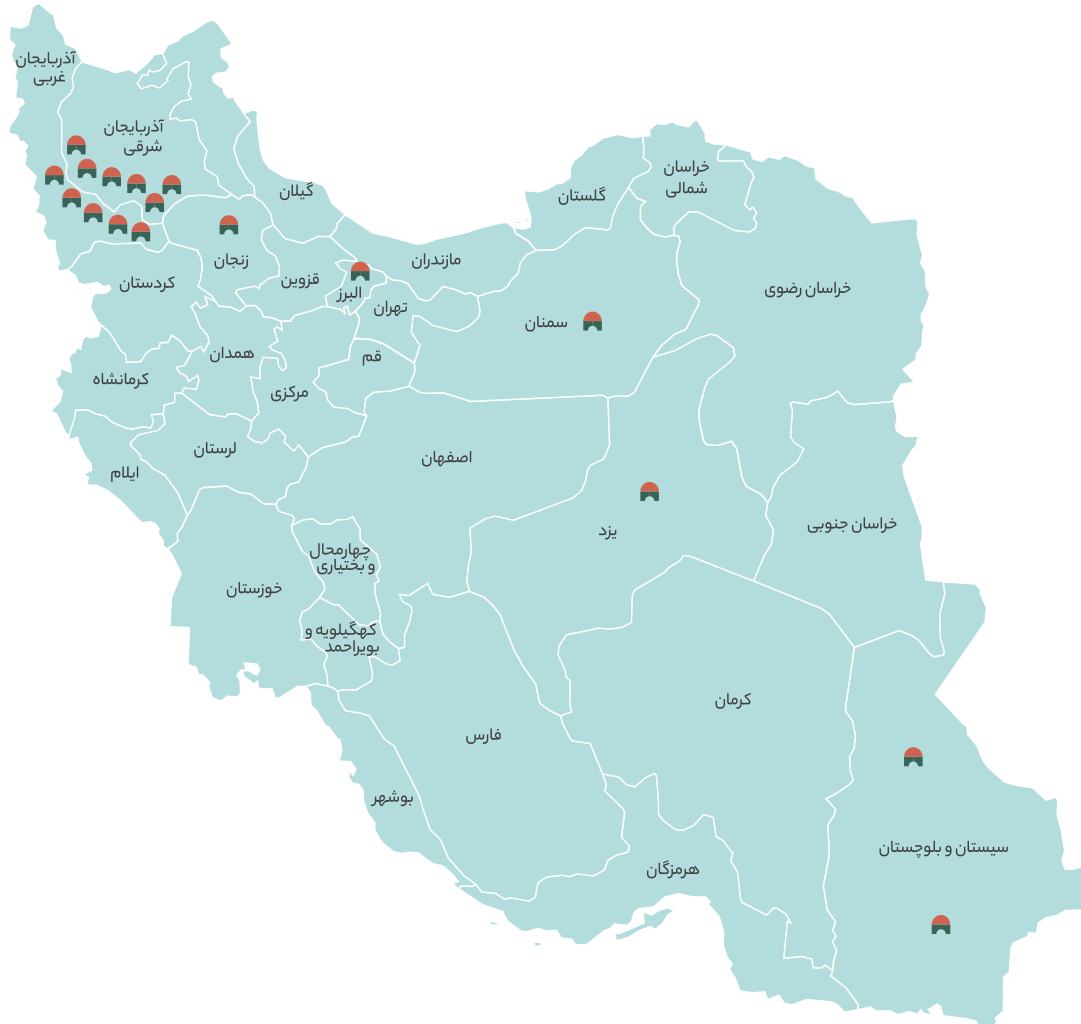 آذربایجان
غربی
آذربایجان
شرقی
گیلان
گلستان
خراسان
شمالی
زنجان
قزوین
البرز
مازندران
تهران
کردستان
خراسان رضوی
سمنان
همدان
قم
کرمانشاه
مرکزی
لرستان
ایلام
اصفهان
یزد
خراسان جنوبی
چهارمحال
و بختیاری
خوزستان
کهگیلویه و
بویراحمد
کرمان
فارس
بوشهر
سیستان و بلوچستان
هرمزگان